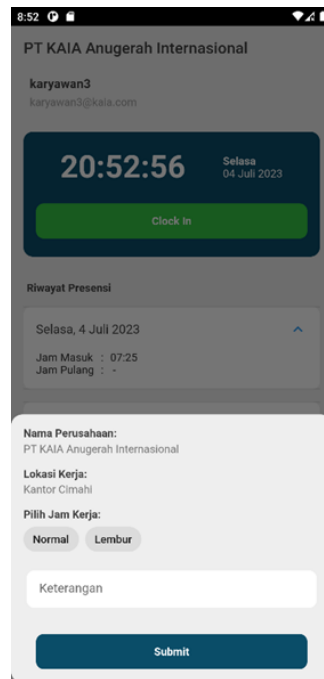 8:52
PT KAIA Anugerah Internasional
karyawan3
karyawan3@kaia.com
20:52:56
Selasa
04 Juli 2023
Clock In
Riwayat Presensi
Selasa, 4 Juli 2023
Jam Masuk : 07:25
Jam Pulang : -
Nama Perusahaan:
PT KAIA Anugerah Internasional
Lokasi Kerja:
Kantor Cimahi
Pilih Jam Kerja:
Normal Lembur
Keterangan
Submit